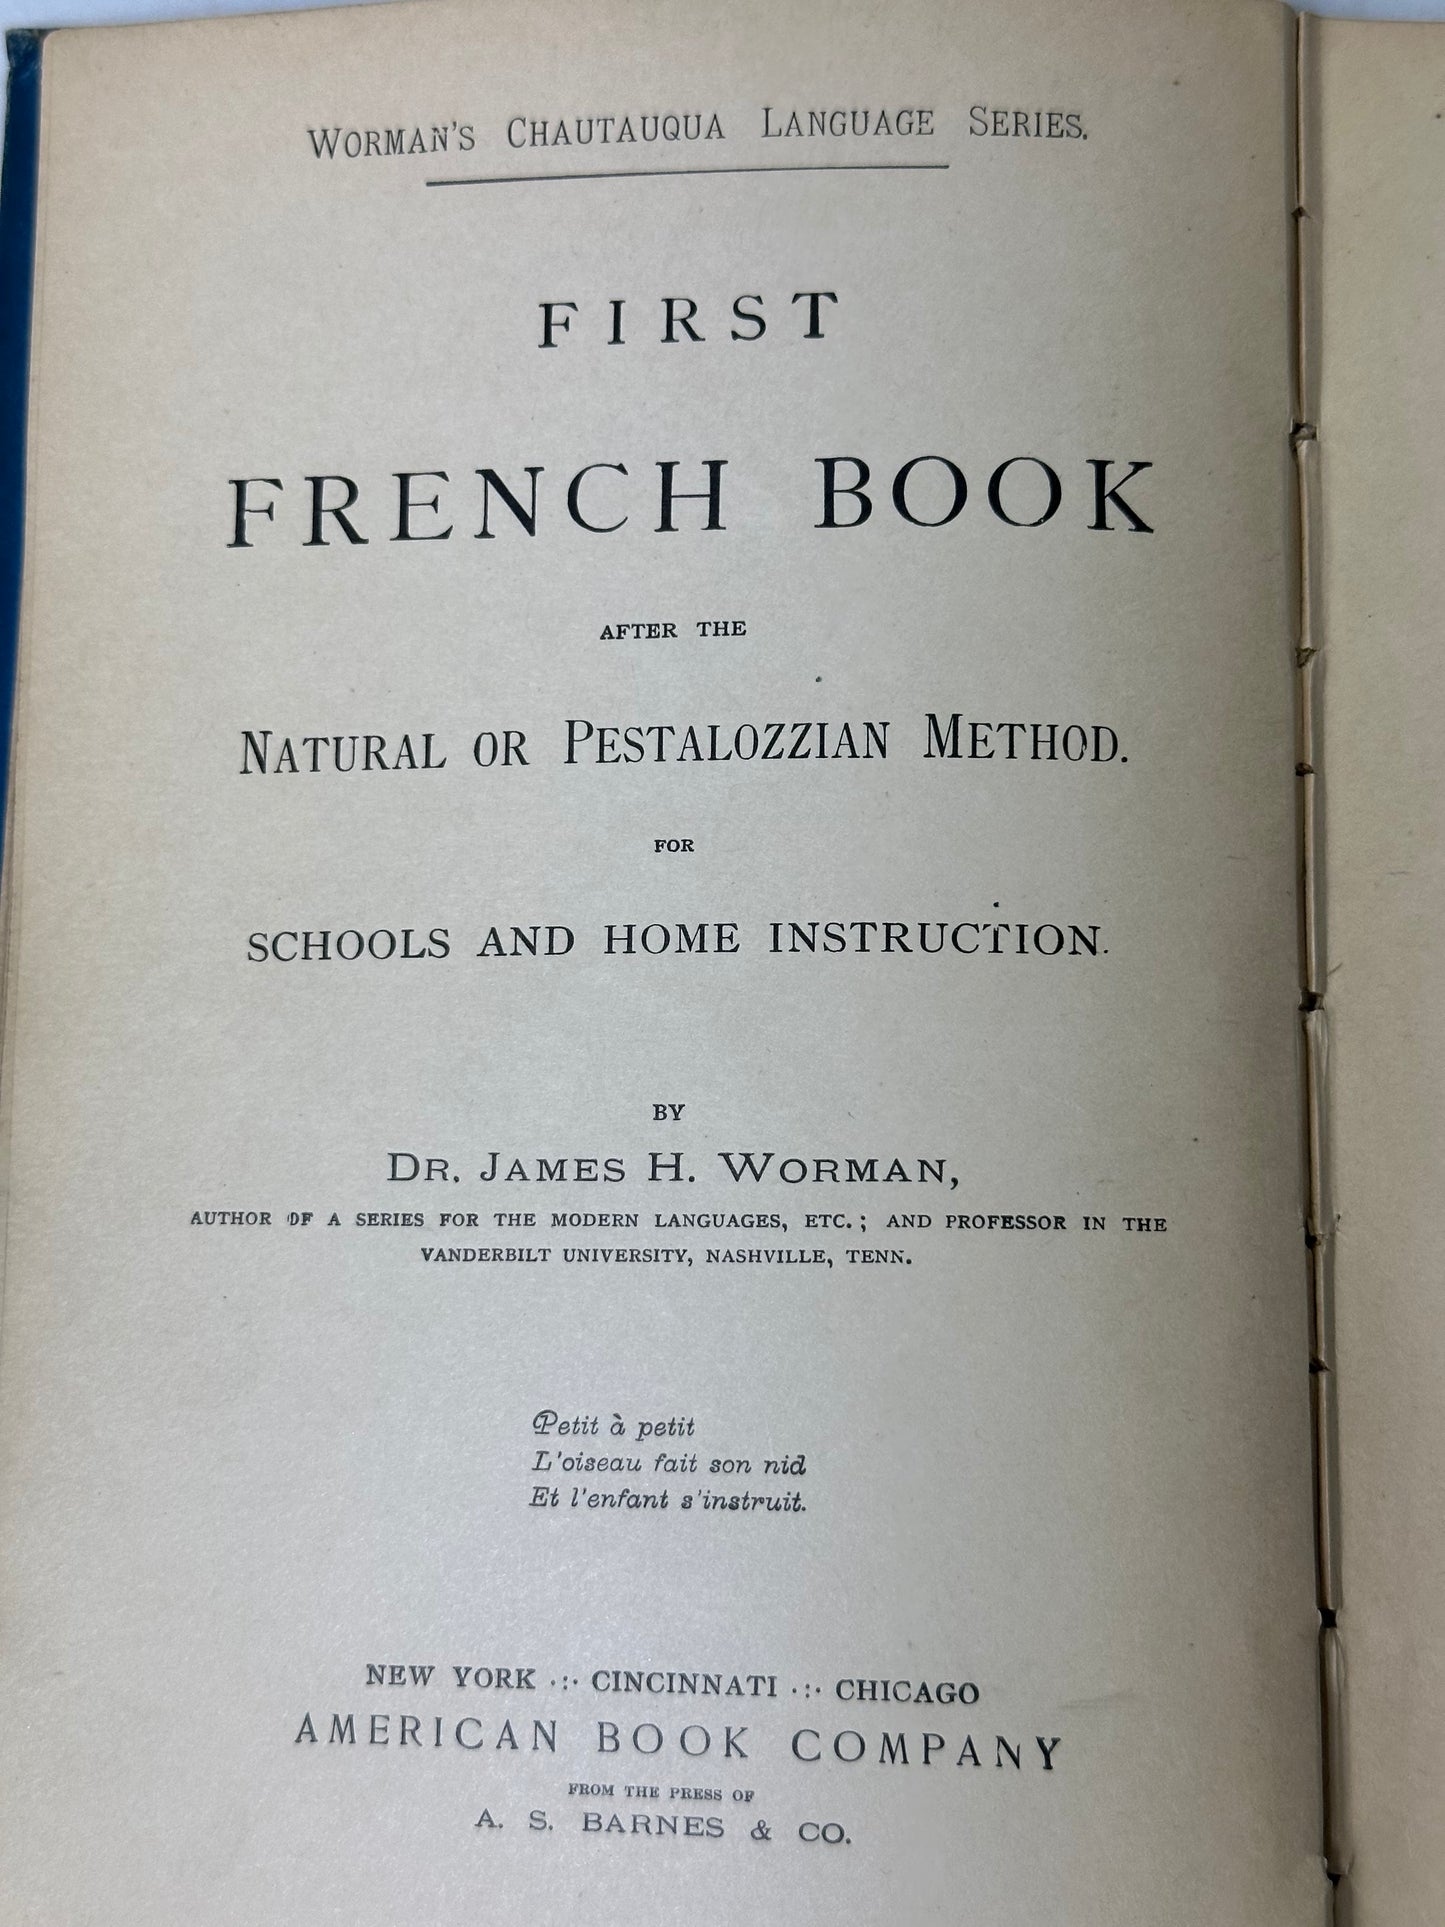 WORMAN'S CHAUTAUQUA LANGUAGE SERIES.
FIRST
FRENCH BOOK
AFTER THE
NATURAL OR PESTALOZZIAN METHOD.
FOR
SCHOOLS AND HOME INSTRUCTION.
BY
DR. JAMES H. WORMAN,
AUTHOR OF A SERIES FOR THE MODERN LANGUAGES, ETC.; AND PROFESSOR IN THE
VANDERBILT UNIVERSITY, NASHVILLE, TENN.
Petit à petit
L'oiseau fait son nid
Et l'enfant s'instruit.
NEW YORK ·:· CINCINNATI ·:· CHICAGO
AMERICAN BOOK COMPANY
FROM THE PRESS OF
A. S. BARNES & CO.